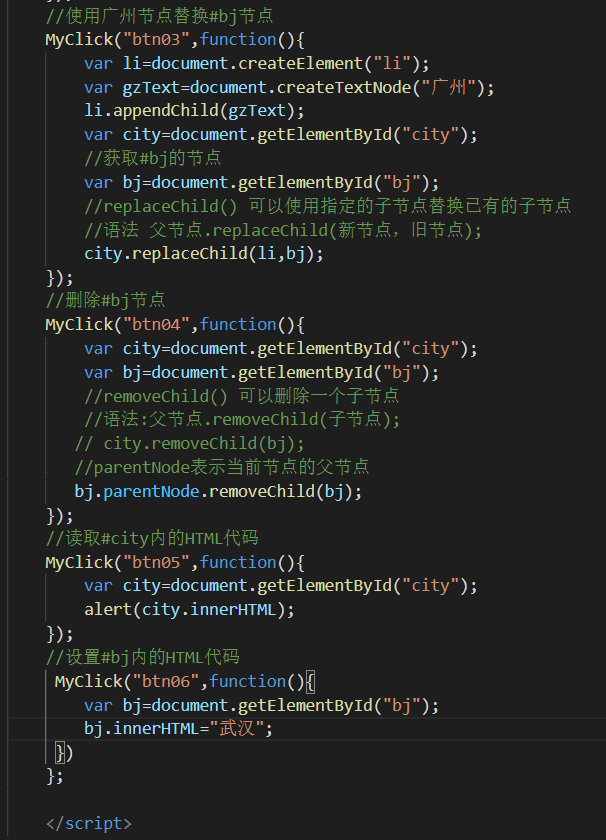 //使用广州节点替换#bj节点
MyClick("btn03",function(){
var li=document.createElement("li");
var gzText=document.createTextNode("广州");
li.appendChild(gzText);
var city=document.getElementById("city");
//获取#bj的节点
var bj=document.getElementById("bj");
//replaceChild() 可以使用指定的子节点替换已有的子节点
//语法 父节点.replaceChild(新节点，旧节点);
city.replaceChild(li,bj);
});
//删除#bj节点
MyClick("btn04",function(){
var city=document.getElementById("city");
var bj=document.getElementById("bj");
//removeChild() 可以删除一个子节点
//语法:父节点.removeChild(子节点);
// city.removeChild(bj);
//parentNode表示当前节点的父节点
bj.parentNode.removeChild(bj);
});
//读取#city内的HTML代码
MyClick("btn05",function(){
var city=document.getElementById("city");
alert(city.innerHTML);
});
//设置#bj内的HTML代码
MyClick("btn06",function(){
var bj=document.getElementById("bj");
bj.innerHTML="武汉";
})
};
</script>